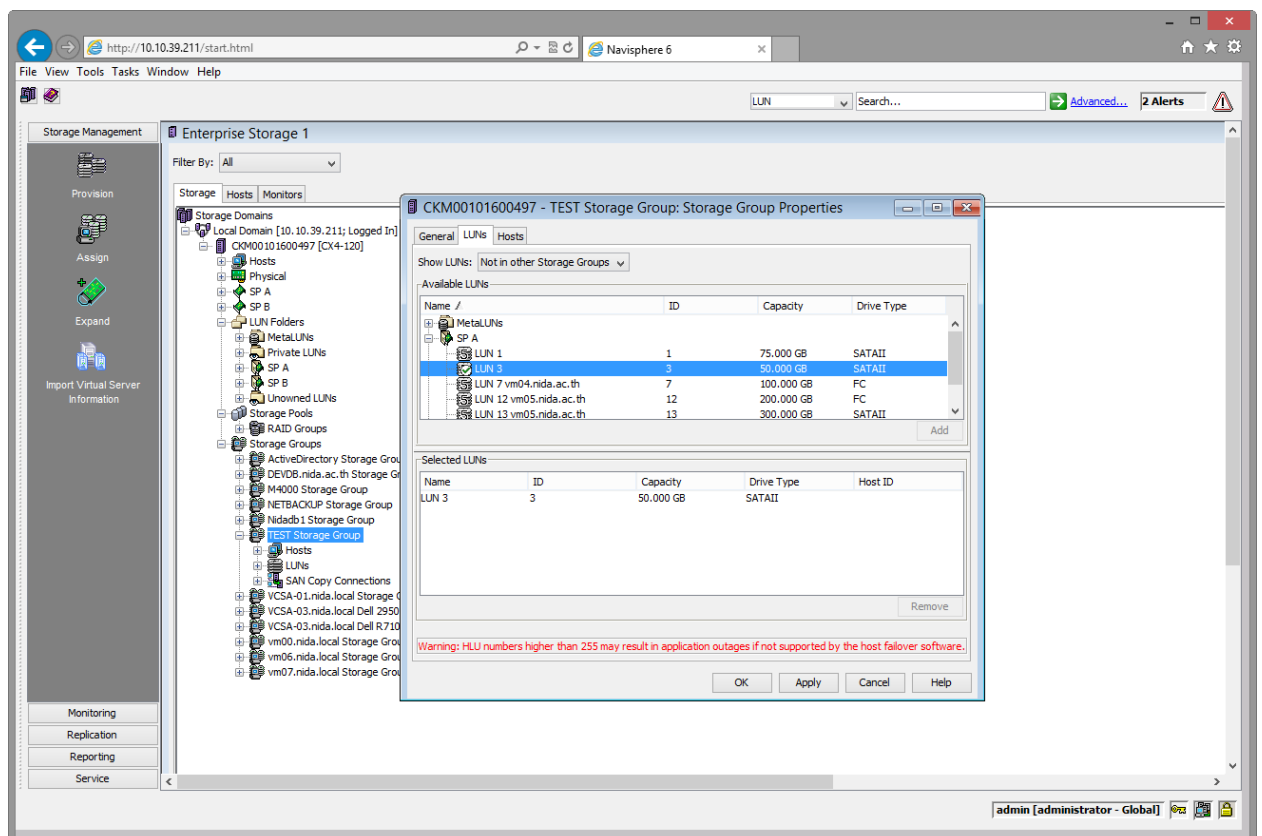 http://10.10.39.211/start.html
Navisphere 6
File View Tools Tasks Window Help
LUN
Search...
Advanced...
2 Alerts
Storage Management
Enterprise Storage 1
Filter By: All
Provision
Assign
Expand
Import Virtual Server
Information
Storage Hosts Monitors
Storage Domains
Local Domain [10.10.39.211; Logged In]
CKM00101600497 [CX4-120]
Hosts
Physical
SP A
SP B
LUN Folders
MetaLUNs
Private LUNs
SP A
SP B
Unowned LUNs
Storage Pools
RAID Groups
Storage Groups
ActiveDirectory Storage Grou
DEVDB.nida.ac.th Storage Gr
M4000 Storage Group
NETBACKUP Storage Group
Nidadb1 Storage Group
TEST Storage Group
Hosts
LUNs
SAN Copy Connections
VCSA-01.nida.local Storage G
VCSA-03.nida.local Dell 2950
VCSA-03.nida.local Dell R710
vm00.nida.local Storage Grou
vm06.nida.local Storage Grou
vm07.nida.local Storage Grou
CKM00101600497 - TEST Storage Group: Storage Group Properties
General LUNs Hosts
Show LUNs: Not in other Storage Groups
Available LUNs
Name ID Capacity Drive Type
MetaLUNs
SP A
LUN 1 1 75.000 GB SATAII
LUN 3 3 50.000 GB SATAII
LUN 7 vm04.nida.ac.th 7 100.000 GB FC
LUN 12 vm05.nida.ac.th 12 200.000 GB FC
LUN 13 vm05.nida.ac.th 13 300.000 GB SATAII
Add
Selected LUNs
Name ID Capacity Drive Type Host ID
LUN 3 3 50.000 GB SATAII
Remove
Warning: HLU numbers higher than 255 may result in application outages if not supported by the host failover software.
OK Apply Cancel Help
Monitoring
Replication
Reporting
Service
admin [administrator - Global]